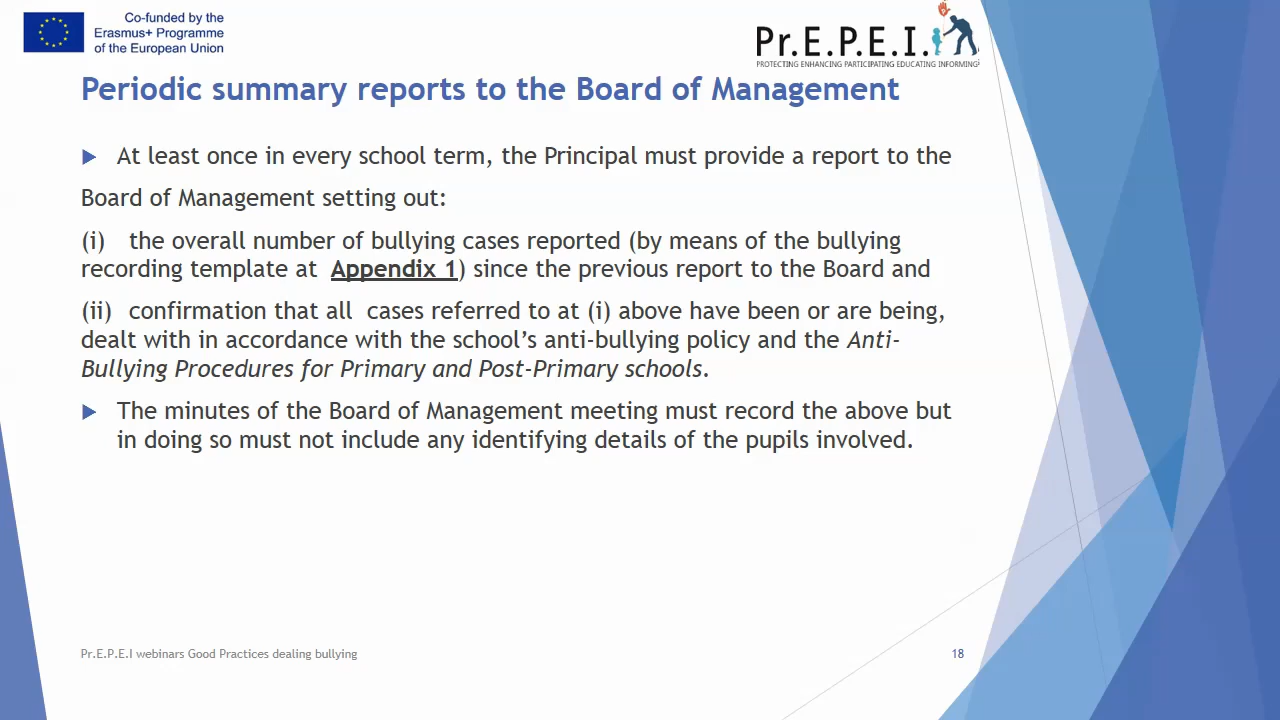 Co-funded by the
Erasmus+ Programme
of the European Union
Pr.E.P.E.I.
PROTECTING ENHANCING PARTICIPATING EDUCATING INFORMING
Periodic summary reports to the Board of Management
At least once in every school term, the Principal must provide a report to the
Board of Management setting out:
(i) the overall number of bullying cases reported (by means of the bullying
recording template at Appendix 1) since the previous report to the Board and
(ii) confirmation that all cases referred to at (i) above have been or are being,
dealt with in accordance with the school's anti-bullying policy and the Anti-
Bullying Procedures for Primary and Post-Primary schools.
The minutes of the Board of Management meeting must record the above but
in doing so must not include any identifying details of the pupils involved.
Pr.E.P.E.I webinars Good Practices dealing bullying
18